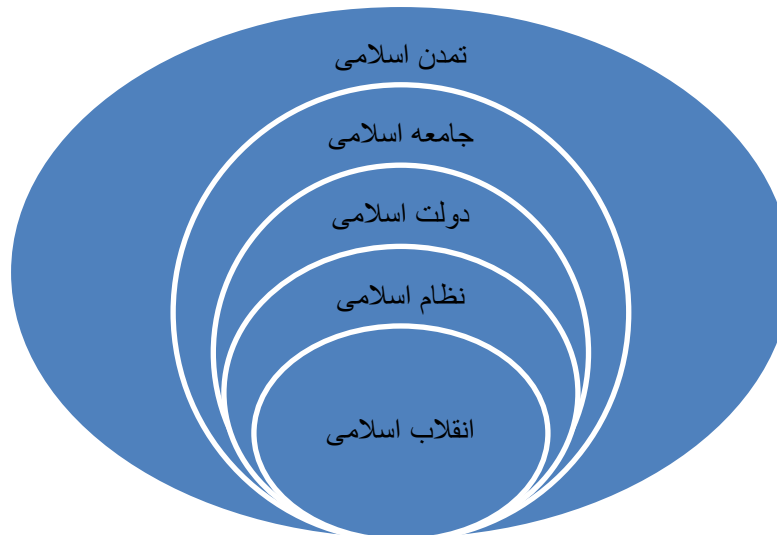 تمدن اسلامی
جامعه اسلامی
دولت اسلامی
نظام اسلامی
انقلاب اسلامی